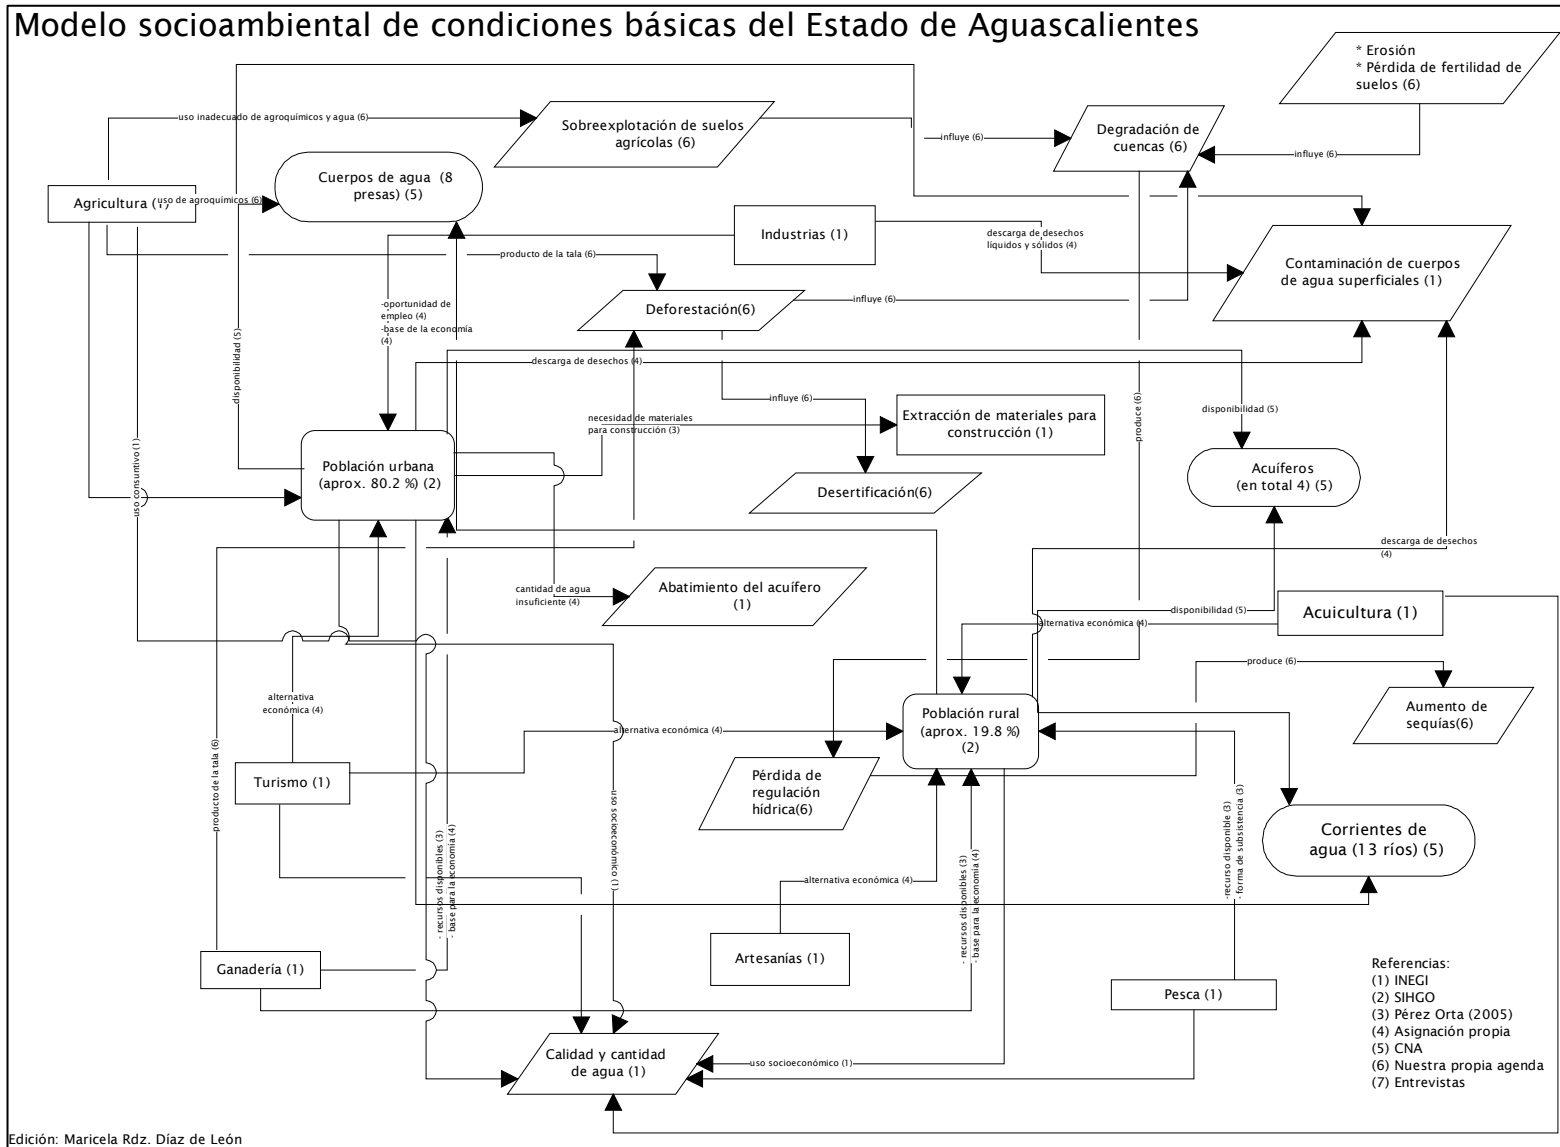 Modelo socioambiental de condiciones básicas del Estado de Aguascalientes
* Erosión
* Pérdida de fertilidad de
suelos (6)
uso inadecuado de agroquímicos y agua (6)
Sobreexplotación de suelos
agrícolas (6)
influye (6)
Degradación de
cuencas (6)
influye (6)
Cuerpos de agua (8
presas) (5)
Agricultura (1)
uso de agroquímicos (6)
Industrias (1)
descarga de desechos
líquidos y sólidos (4)
producto de la tala (6)
Contaminación de cuerpos
de agua superficiales (1)
-oportunidad de
empleo (4)
-base de la economía
(4)
Deforestación(6)
influye (6)
disponibilidad (5)
descarga de desechos (4)
influye (6)
necesidad de materiales
para construcción (3)
Extracción de materiales para
construcción (1)
produce (6)
disponibilidad (5)
uso consuntivo (1)
Población urbana
(aprox. 80.2 %) (2)
Desertificación(6)
Acuíferos
(en total 4) (5)
descarga de desechos
(4)
cantidad de agua
insuficiente (4)
Abatimiento del acuífero
(1)
disponibilidad (5)
Acuicultura (1)
alternativa económica (4)
produce (6)
alternativa
económica (4)
Población rural
(aprox. 19.8 %)
(2)
Aumento de
sequías(6)
alternativa económica (4)
producto de la tala (6)
Turismo (1)
Pérdida de
regulación
hídrica(6)
uso socioeconómico (1)
- recursos disponibles (3)
- base para la economía (4)
-recurso disponible (3)
- forma de subsistencia (3)
Corrientes de
agua (13 ríos) (5)
alternativa económica (4)
- recursos disponibles (3)
- base para la economía (4)
Ganadería (1)
Artesanías (1)
Pesca (1)
Calidad y cantidad
de agua (1)
uso socioeconómico (1)
Referencias:
(1) INEGI
(2) SIHGO
(3) Pérez Orta (2005)
(4) Asignación propia
(5) CNA
(6) Nuestra propia agenda
(7) Entrevistas
Edición: Maricela Rdz. Díaz de León